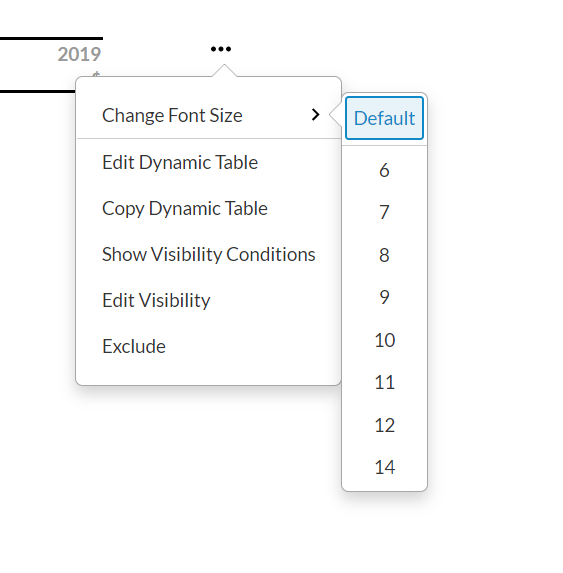 2019
Change Font Size
Edit Dynamic Table
Copy Dynamic Table
Show Visibility Conditions
Edit Visibility
Exclude
Default
6
7
8
9
10
11
12
14